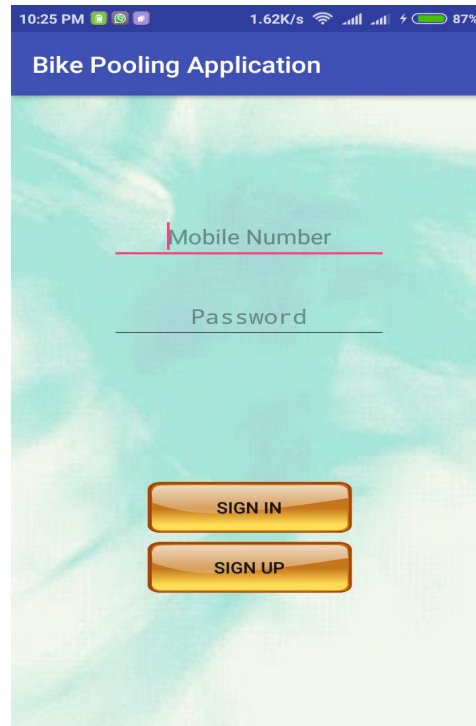 10:25 PM 1.62K/s 87%
Bike Pooling Application
Mobile Number
Password
SIGN IN
SIGN UP